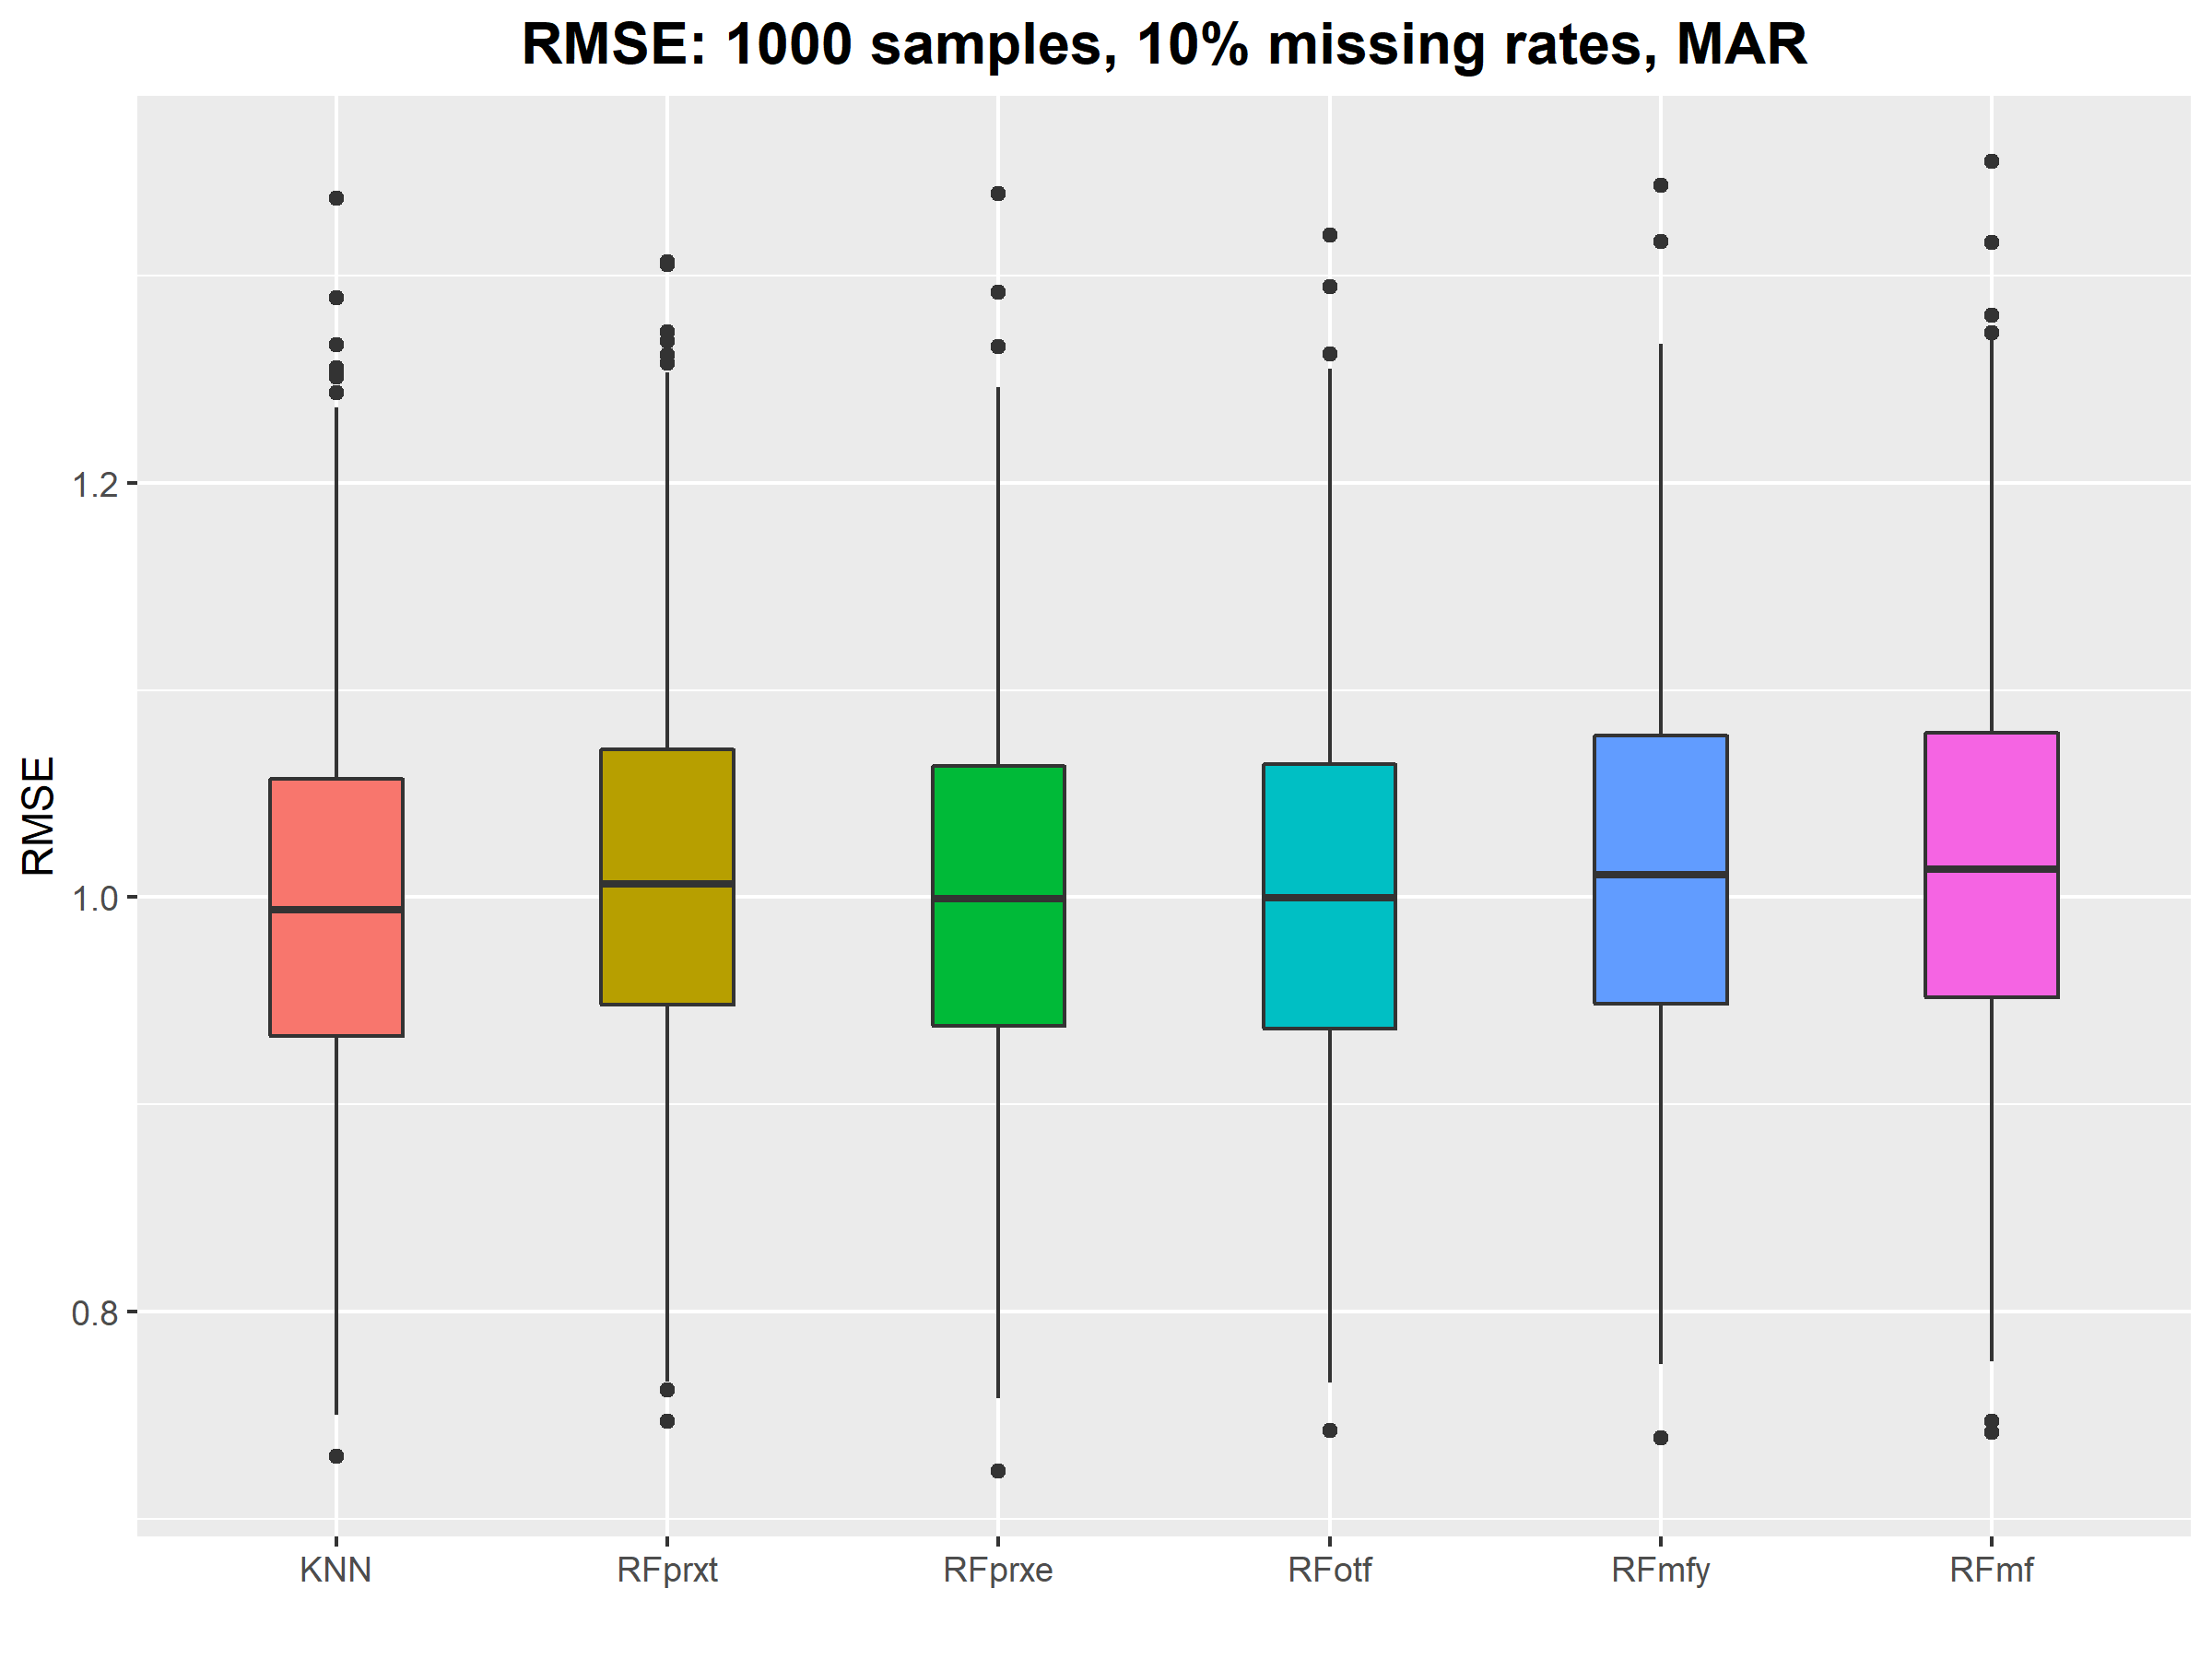 RMSE: 1000 samples, 10% missing rates, MAR
RMSE
1.2
1.0
0.8
KNN RFprxt RFprxe RFotf RFmfy RFmf